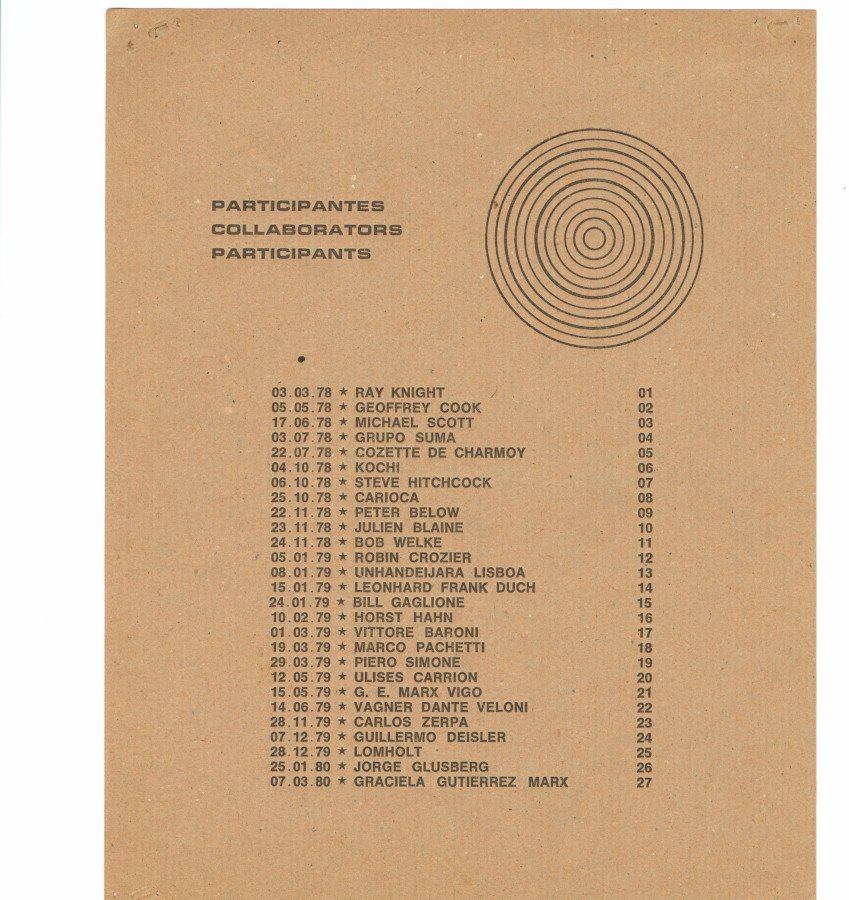 PARTICIPANTES
COLLABORATORS
PARTICIPANTS
03.03.78 ★ RAY KNIGHT 01
05.05.78 ★ GEOFFREY COOK 02
17.06.78 ★ MICHAEL SCOTT 03
03.07.78 ★ GRUPO SUMA 04
22.07.78 ★ COZETTE DE CHARMOY 05
04.10.78 ★ KOCHI 06
06.10.78 ★ STEVE HITCHCOCK 07
25.10.78 ★ CARIOCA 08
22.11.78 ★ PETER BELOW 09
23.11.78 ★ JULIEN BLAINE 10
24.11.78 ★ BOB WELKE 11
05.01.79 ★ ROBIN CROZIER 12
08.01.79 ★ UNHANDEIJARA LISBOA 13
15.01.79 ★ LEONHARD FRANK DUCH 14
24.01.79 ★ BILL GAGLIONE 15
10.02.79 ★ HORST HAHN 16
01.03.79 ★ VITTORE BARONI 17
19.03.79 ★ MARCO PACHETTI 18
29.03.79 ★ PIERO SIMONE 19
12.05.79 ★ ULISES CARRION 20
15.05.79 ★ G. E. MARX VIGO 21
14.06.79 ★ VAGNER DANTE VELONI 22
28.11.79 ★ CARLOS ZERPA 23
07.12.79 ★ GUILLERMO DEISLER 24
28.12.79 ★ LOMHOLT 25
25.01.80 ★ JORGE GLUSBERG 26
07.03.80 ★ GRACIELA GUTIERREZ MARX 27